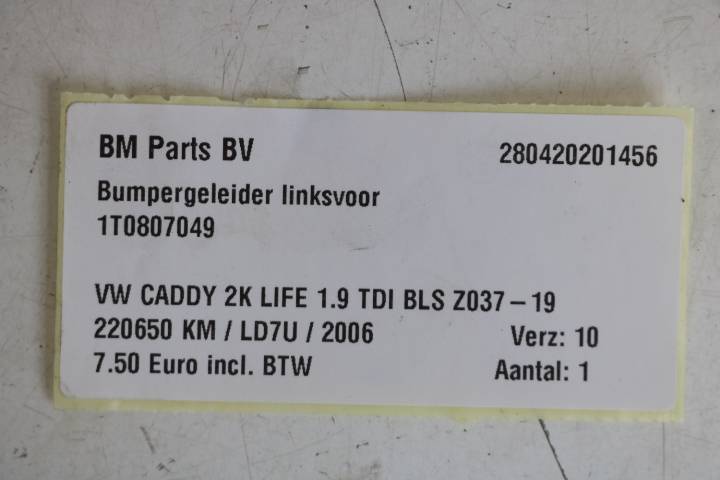 BM Parts BV 280420201456
Bumpergeleider linksvoor
1T0807049
VW CADDY 2K LIFE 1.9 TDI BLS Z037-19
220650 KM / LD7U / 2006 Verz: 10
7.50 Euro incl. BTW Aantal: 1